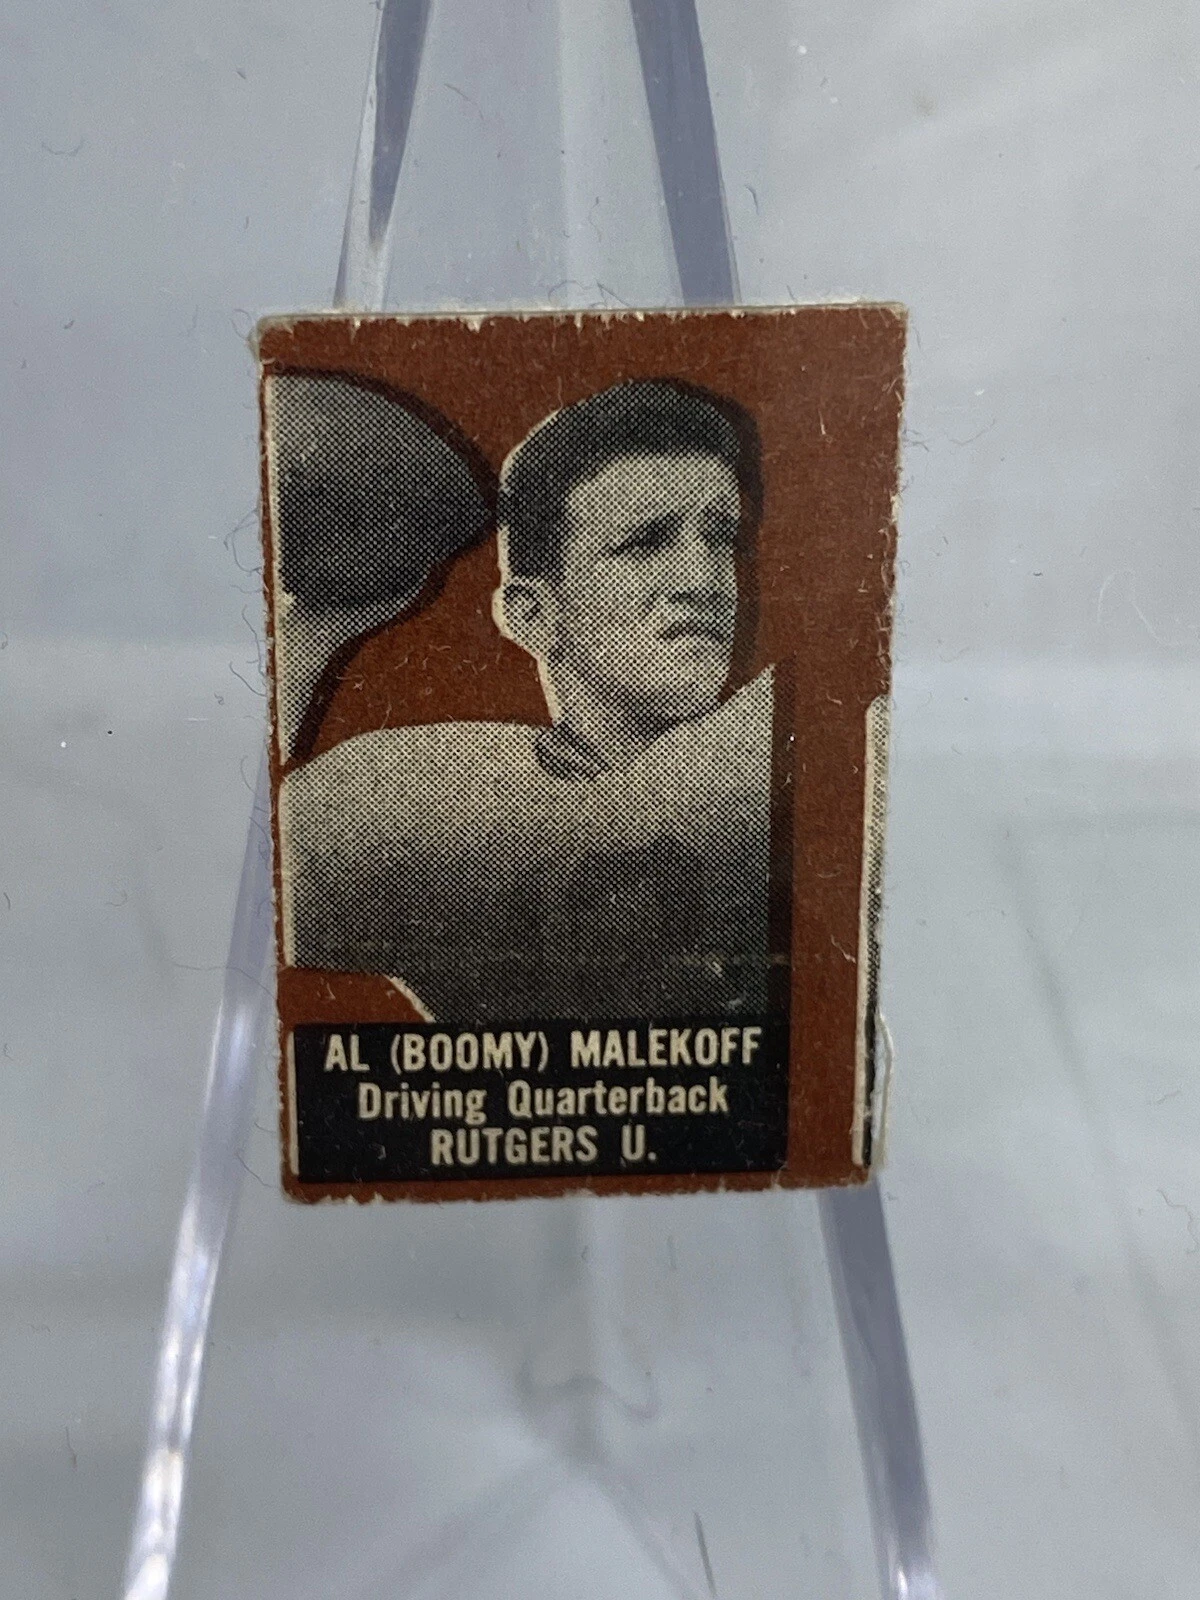 AL (BOOMY) MALEKOFF
Driving Quarterback
RUTGERS U.